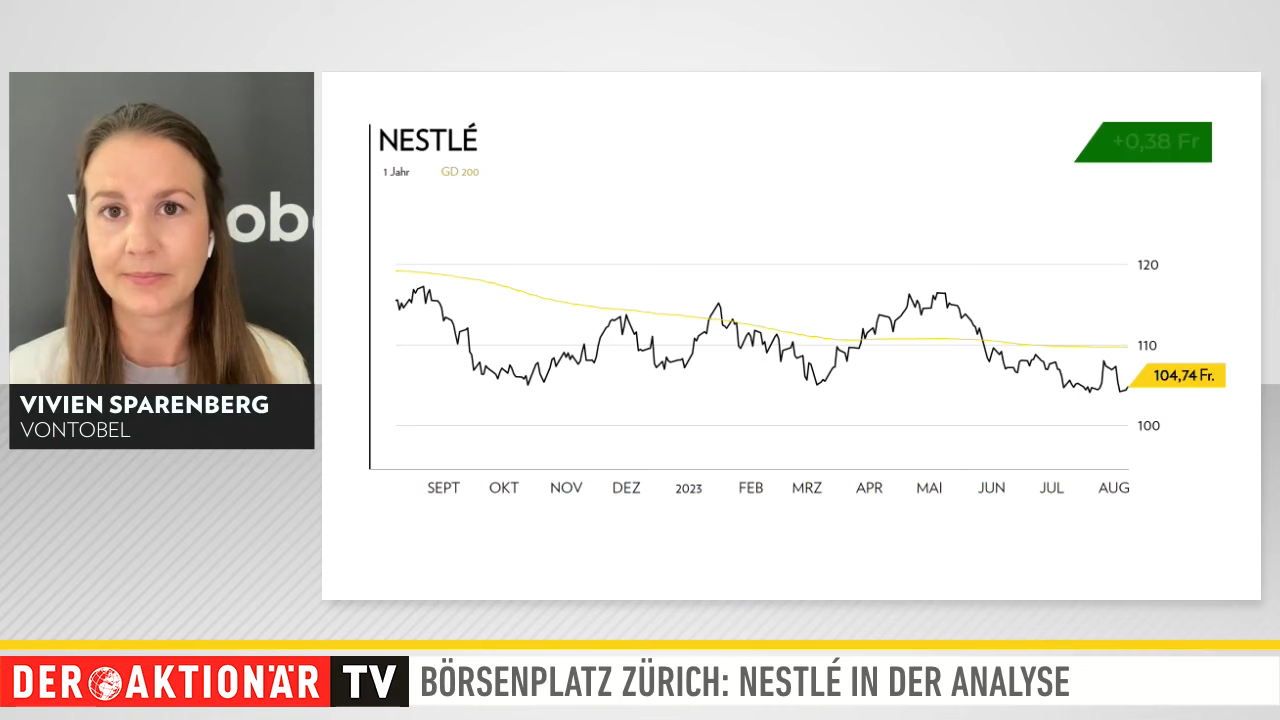 NESTLÉ
+0,38 Fr
1 Jahr GD 200
120
110
104,74 Fr.
100
SEPT OKT NOV DEZ 2023 FEB MRZ APR MAI JUN JUL AUG
VIVIEN SPARENBERG
VONTOBEL
DER AKTIONÄR TV
BÖRSENPLATZ ZÜRICH: NESTLÉ IN DER ANALYSE